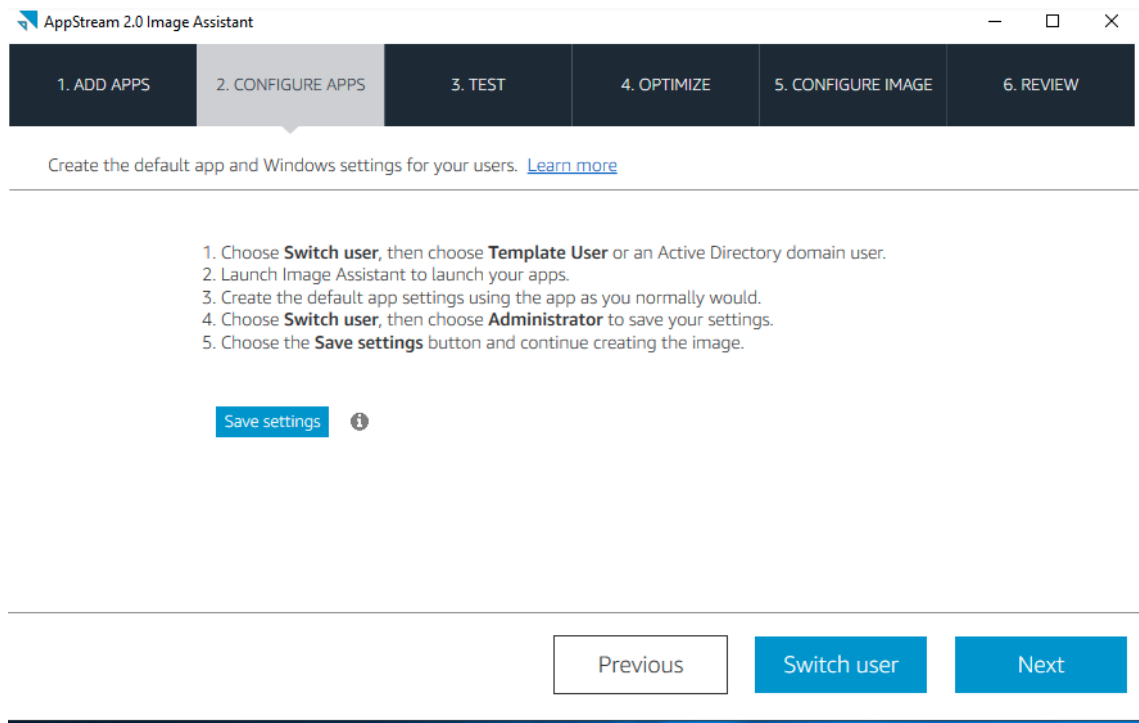 AppStream 2.0 Image Assistant
1. ADD APPS
2. CONFIGURE APPS
3. TEST
4. OPTIMIZE
5. CONFIGURE IMAGE
6. REVIEW
Create the default app and Windows settings for your users. Learn more
1. Choose Switch user, then choose Template User or an Active Directory domain user.
2. Launch Image Assistant to launch your apps.
3. Create the default app settings using the app as you normally would.
4. Choose Switch user, then choose Administrator to save your settings.
5. Choose the Save settings button and continue creating the image.
Save settings
Previous
Switch user
Next